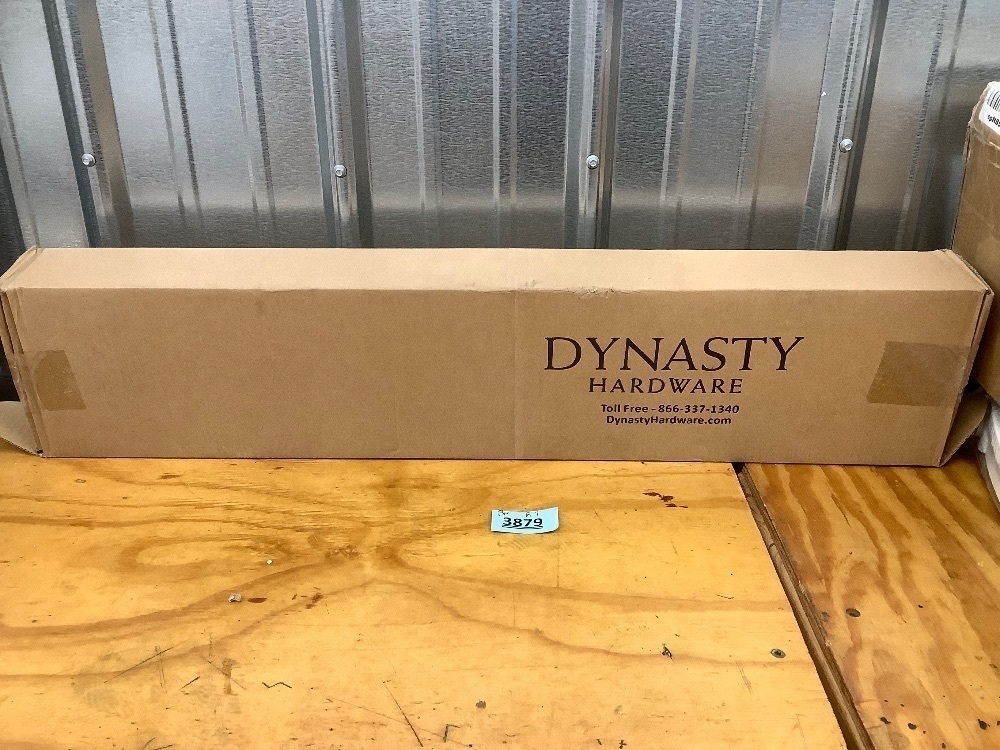 DYNASTY
HARDWARE
Toll Free - 866-337-1340
DynastyHardware.com
3879